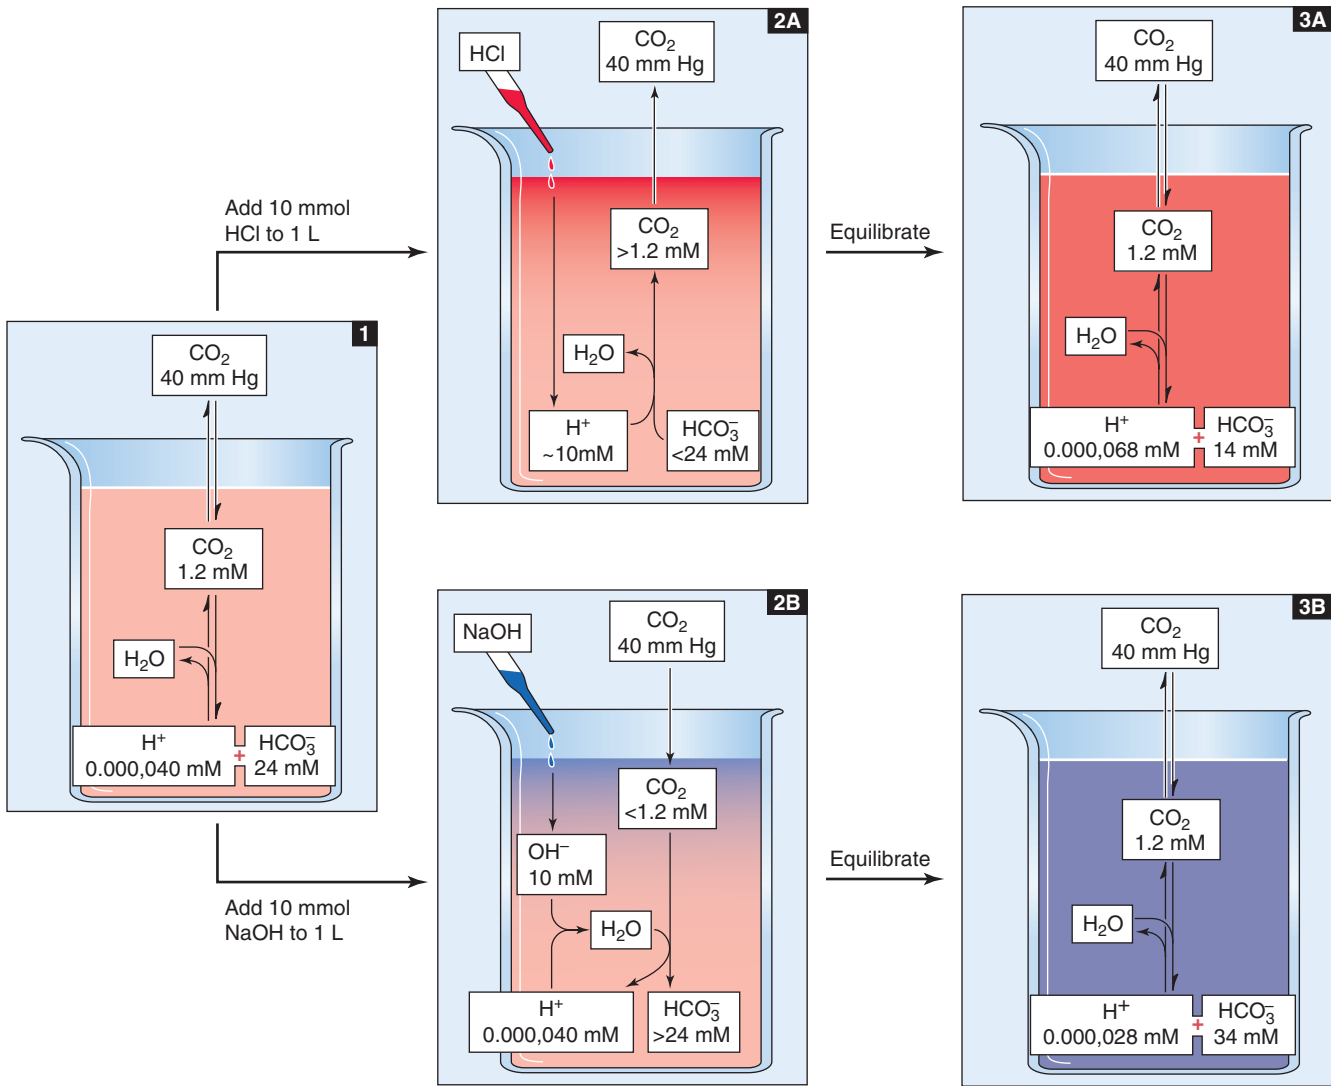 1
CO₂
40 mm Hg
CO₂
1.2 mM
H₂O
H⁺
0.000,040 mM
+
HCO₃⁻
24 mM
Add 10 mmol
HCl to 1 L
2A
HCl
CO₂
40 mm Hg
CO₂
>1.2 mM
H₂O
H⁺
~10mM
HCO₃⁻
<24 mM
Equilibrate
3A
CO₂
40 mm Hg
CO₂
1.2 mM
H₂O
H⁺
0.000,068 mM
+
HCO₃⁻
14 mM
Add 10 mmol
NaOH to 1 L
2B
NaOH
CO₂
40 mm Hg
CO₂
<1.2 mM
OH⁻
10 mM
H₂O
H⁺
0.000,040 mM
HCO₃⁻
>24 mM
Equilibrate
3B
CO₂
40 mm Hg
CO₂
1.2 mM
H₂O
H⁺
0.000,028 mM
+
HCO₃⁻
34 mM